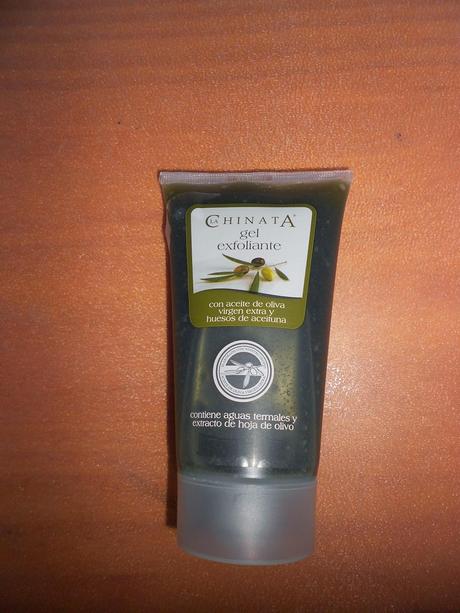 LA CHINATA®
gel
exfoliante
con aceite de oliva
virgen extra y
huesos de aceituna
contiene aguas termales y
extracto de hoja de olivo